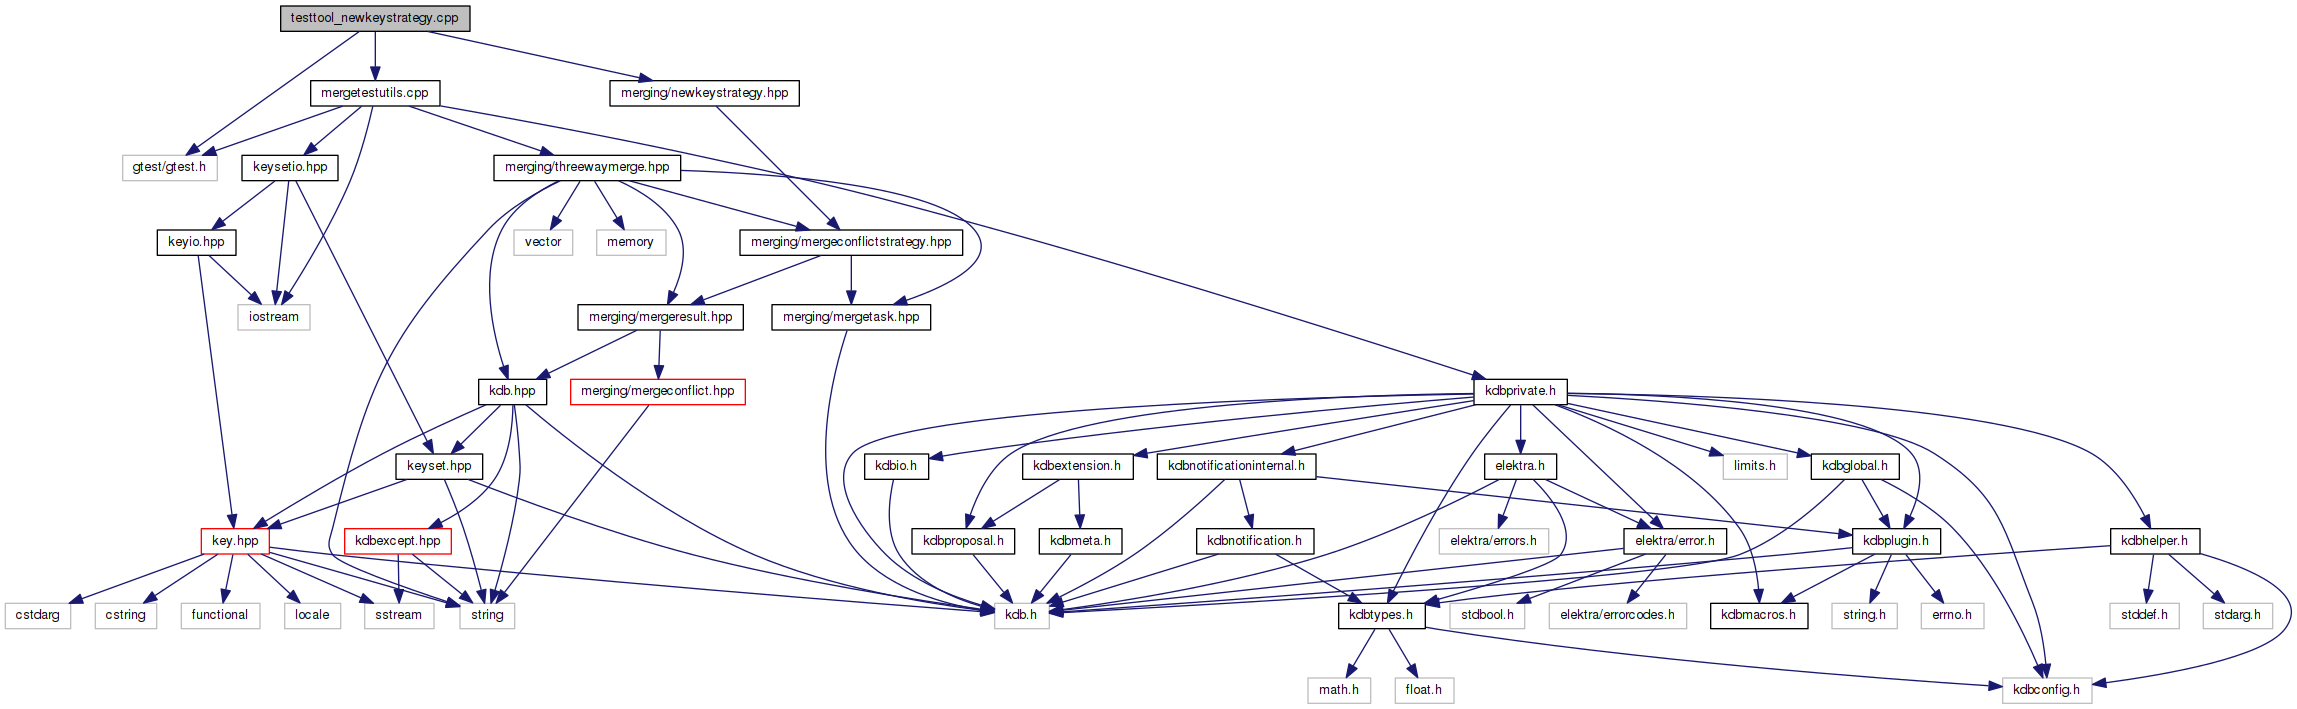 testtool_newkeystrategy.cpp
mergetestutils.cpp
merging/newkeystrategy.hpp
gtest/gtest.h
keysetio.hpp
merging/threewaymerge.hpp
keyio.hpp
vector
memory
merging/mergeconflictstrategy.hpp
iostream
merging/mergeresult.hpp
merging/mergetask.hpp
kdb.hpp
merging/mergeconflict.hpp
kdbprivate.h
keyset.hpp
kdbio.h
kdbextension.h
kdbnotificationinternal.h
elektra.h
limits.h
kdbglobal.h
key.hpp
kdbexcept.hpp
kdbproposal.h
kdbmeta.h
kdbnotification.h
elektra/errors.h
elektra/error.h
kdbplugin.h
kdbhelper.h
cstdarg
cstring
functional
locale
sstream
string
kdb.h
kdbtypes.h
stdbool.h
elektra/errorcodes.h
kdbmacros.h
string.h
errno.h
stddef.h
stdarg.h
math.h
float.h
kdbconfig.h